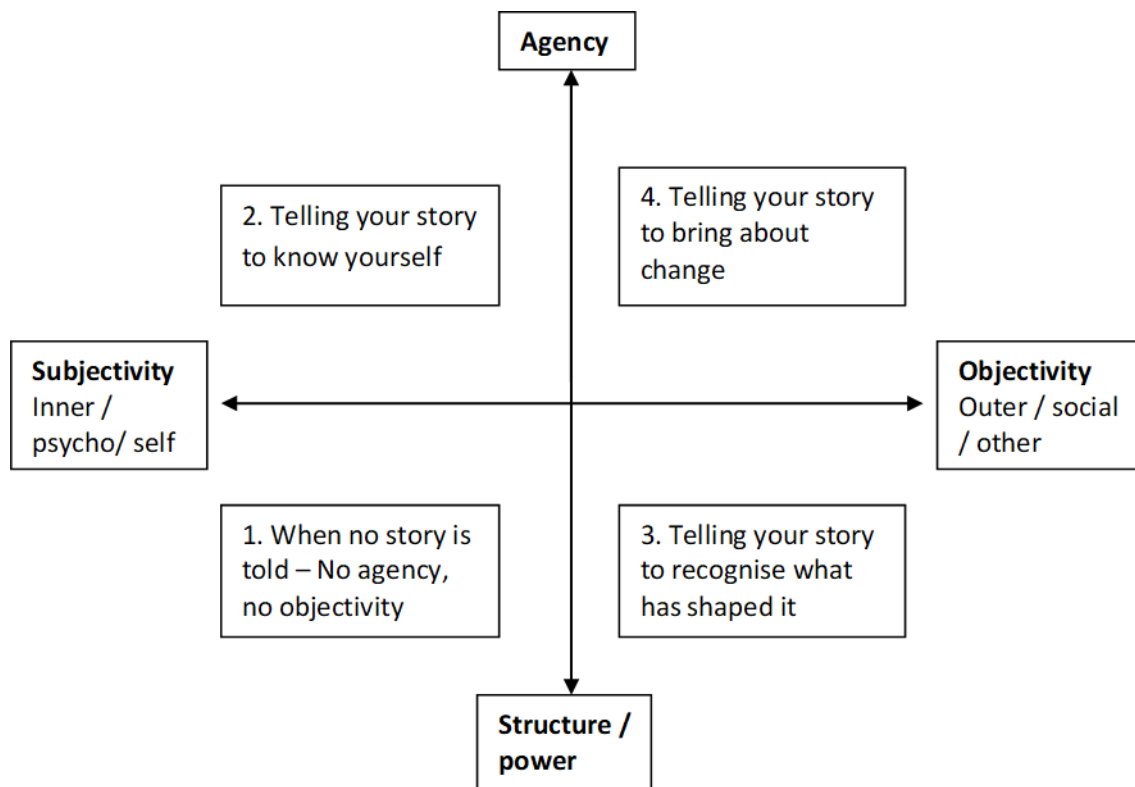 Agency
2. Telling your story
to know yourself
4. Telling your story
to bring about
change
Subjectivity
Inner /
psycho/ self
Objectivity
Outer / social
/ other
1. When no story is
told – No agency,
no objectivity
3. Telling your story
to recognise what
has shaped it
Structure /
power